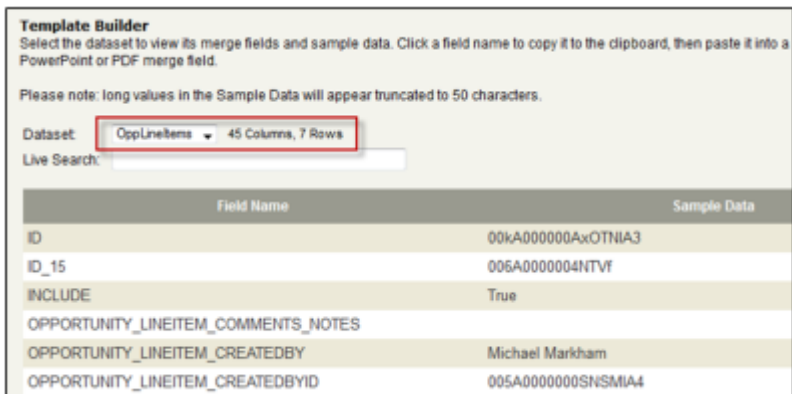 Template Builder
Select the dataset to view its merge fields and sample data. Click a field name to copy it to the clipboard, then paste it into a
PowerPoint or PDF merge field.
Please note: long values in the Sample Data will appear truncated to 50 characters.
Dataset: OppLineItems 45 Columns, 7 Rows
Live Search:
Field Name Sample Data
ID 00kA000000AxOTNIA3
ID_15 006A0000004NTVf
INCLUDE True
OPPORTUNITY_LINEITEM_COMMENTS_NOTES
OPPORTUNITY_LINEITEM_CREATEDBY Michael Markham
OPPORTUNITY_LINEITEM_CREATEDBYID 005A0000000SNSMIA4